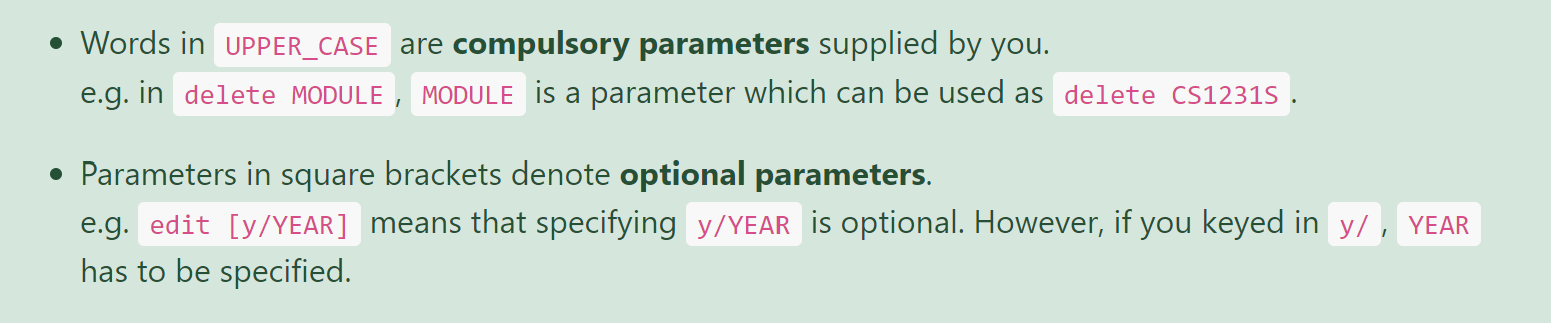 Words in UPPER_CASE are compulsory parameters supplied by you.
e.g. in delete MODULE, MODULE is a parameter which can be used as delete CS1231S.
Parameters in square brackets denote optional parameters.
e.g. edit [y/YEAR] means that specifying y/YEAR is optional. However, if you keyed in y/, YEAR
has to be specified.